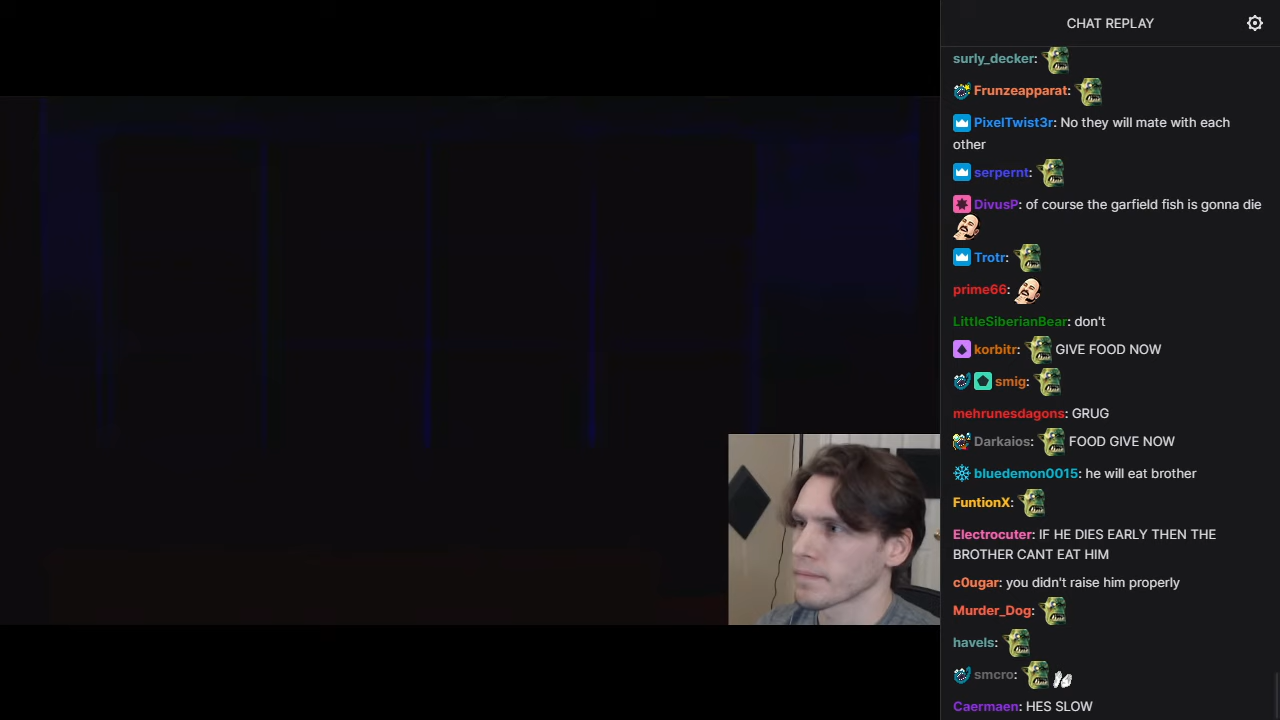 CHAT REPLAY
surly_decker:
Frunzeapparat:
PixelTwist3r: No they will mate with each
other
serpernt:
DivusP: of course the garfield fish is gonna die
Trotr:
prime66:
LittleSiberianBear: don't
korbitr: GIVE FOOD NOW
smig:
mehrunesdagons: GRUG
Darkaios: FOOD GIVE NOW
bluedemon0015: he will eat brother
FuntionX:
Electrocuter: IF HE DIES EARLY THEN THE
BROTHER CANT EAT HIM
c0ugar: you didn't raise him properly
Murder_Dog:
havels:
smcro:
Caermaen: HES SLOW